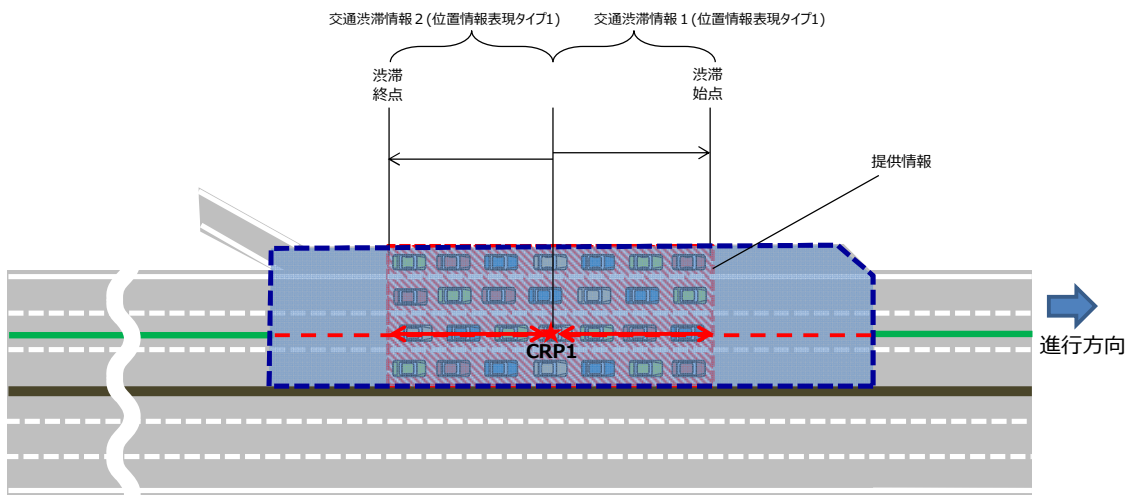 交通渋滞情報２(位置情報表現タイプ1)
交通渋滞情報１(位置情報表現タイプ1)
渋滞
終点
渋滞
始点
提供情報
CRP1
進行方向